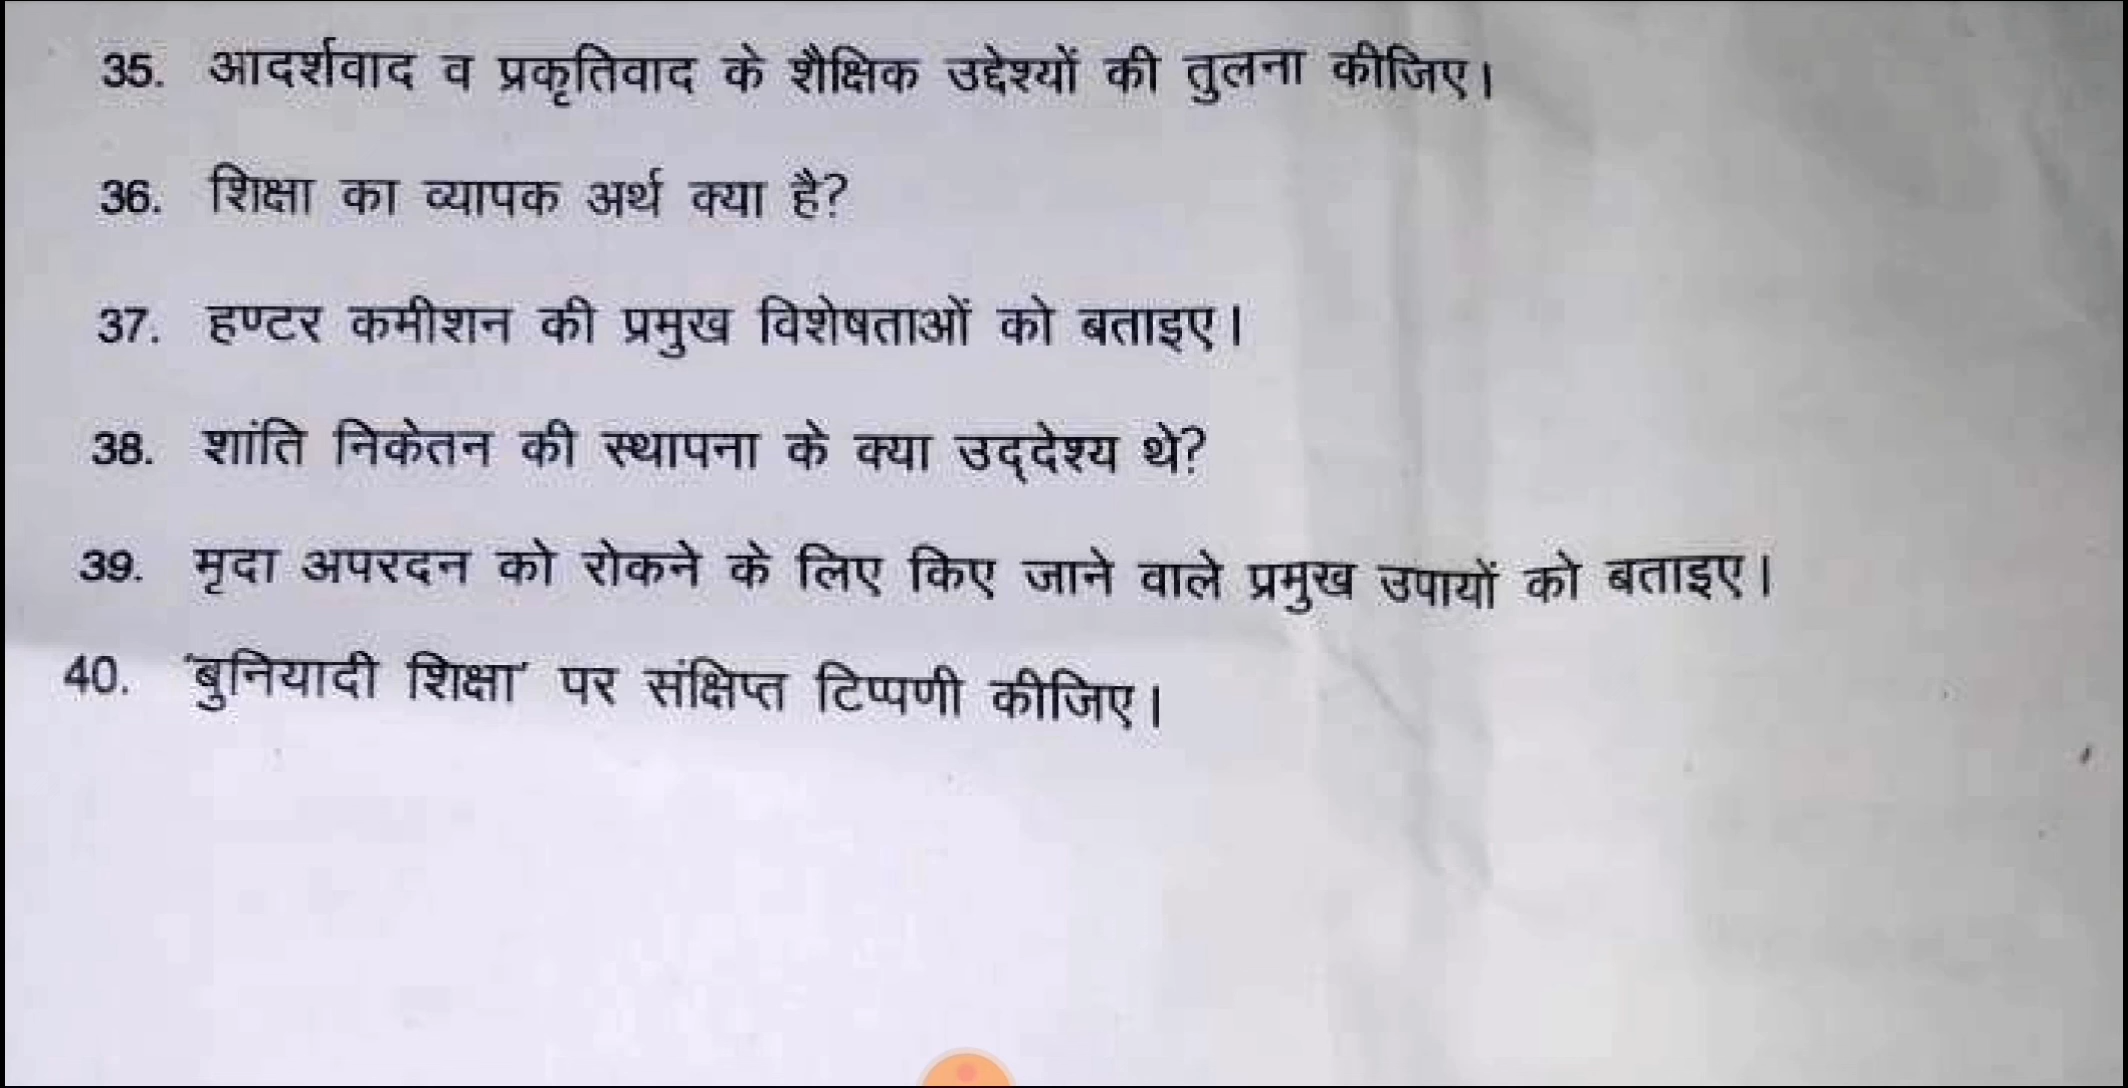 35. आदर्शवाद व प्रकृतिवाद के शैक्षिक उद्देश्यों की तुलना कीजिए।
36. शिक्षा का व्यापक अर्थ क्या है?
37. हण्टर कमीशन की प्रमुख विशेषताओं को बताइए।
38. शांति निकेतन की स्थापना के क्या उद्‌देश्य थे?
39. मृदा अपरदन को रोकने के लिए किए जाने वाले प्रमुख उपायों को बताइए।
40. 'बुनियादी शिक्षा' पर संक्षिप्त टिप्पणी कीजिए।